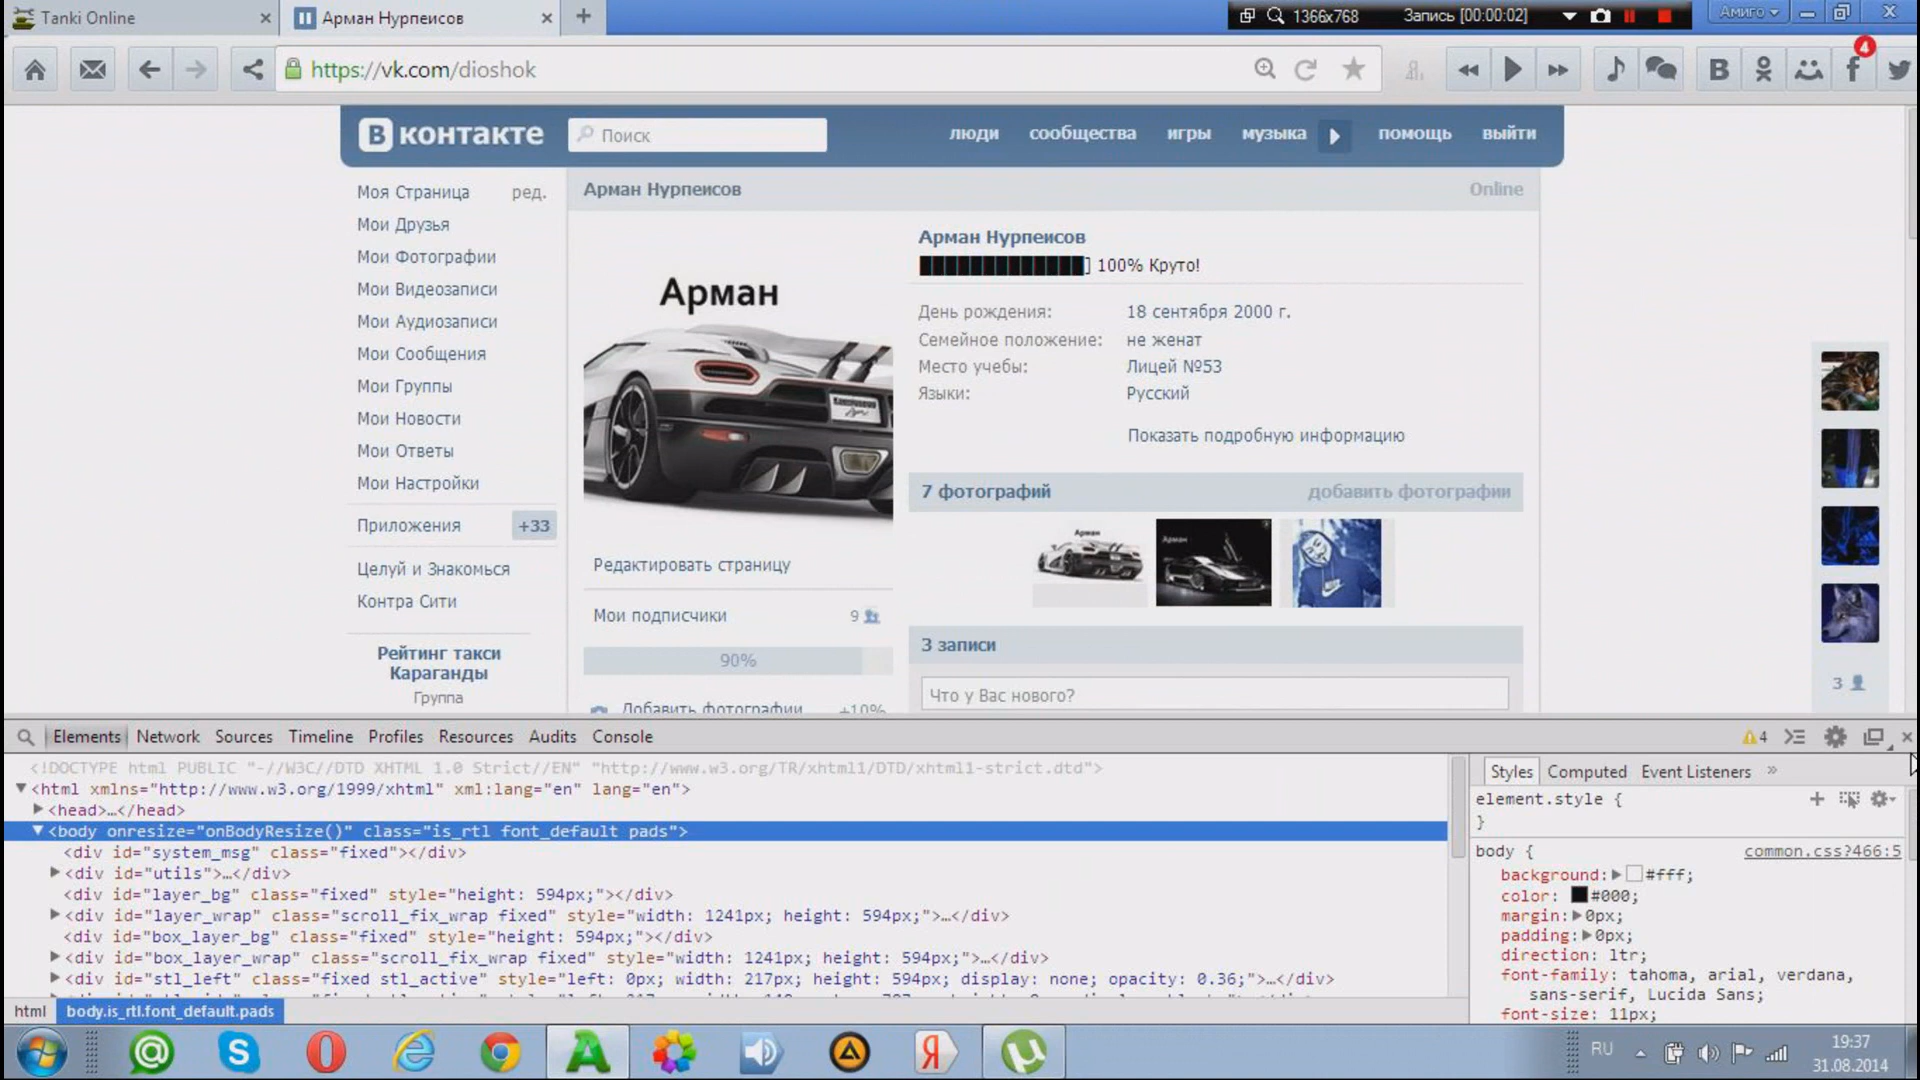 Tanki Online
Арман Нурпеисов
1366x768
Запись [00:00:02]
Амиго
https://vk.com/dioshok
4
В контакте
Поиск
люди
сообщества
игры
музыка
помощь
выйти
Моя Страница ред.
Мои Друзья
Мои Фотографии
Мои Видеозаписи
Мои Аудиозаписи
Мои Сообщения
Мои Группы
Мои Новости
Мои Ответы
Мои Настройки
Приложения +33
Целуй и Знакомься
Контра Сити
Рейтинг такси
Караганды
Группа
Арман Нурпеисов
Online
Арман
Редактировать страницу
Мои подписчики 9
90%
Добавить фотографии +10%
Арман Нурпеисов
█████████████] 100% Круто!
День рождения: 18 сентября 2000 г.
Семейное положение: не женат
Место учебы: Лицей №53
Языки: Русский
Показать подробную информацию
7 фотографий добавить фотографии
Арман
Арман
3 записи
Что у Вас нового?
3
Elements Network Sources Timeline Profiles Resources Audits Console
4
<!DOCTYPE html PUBLIC "-//W3C//DTD XHTML 1.0 Strict//EN" "http://www.w3.org/TR/xhtml1/DTD/xhtml1-strict.dtd">
<html xmlns="http://www.w3.org/1999/xhtml" xml:lang="en" lang="en">
<head>…</head>
<body onresize="onBodyResize()" class="is_rtl font_default pads">
<div id="system_msg" class="fixed"></div>
<div id="utils">…</div>
<div id="layer_bg" class="fixed" style="height: 594px;"></div>
<div id="layer_wrap" class="scroll_fix_wrap fixed" style="width: 1241px; height: 594px;">…</div>
<div id="box_layer_bg" class="fixed" style="height: 594px;"></div>
<div id="box_layer_wrap" class="scroll_fix_wrap fixed" style="width: 1241px; height: 594px;">…</div>
<div id="stl_left" class="fixed stl_active" style="left: 0px; width: 217px; height: 594px; display: none; opacity: 0.36;">…</div>
html body.is_rtl.font_default.pads
Styles Computed Event Listeners »
element.style {
}
body { common.css?466:5
background: #fff;
color: #000;
margin: 0px;
padding: 0px;
direction: ltr;
font-family: tahoma, arial, verdana,
sans-serif, Lucida Sans;
font-size: 11px;
RU
19:37
31.08.2014